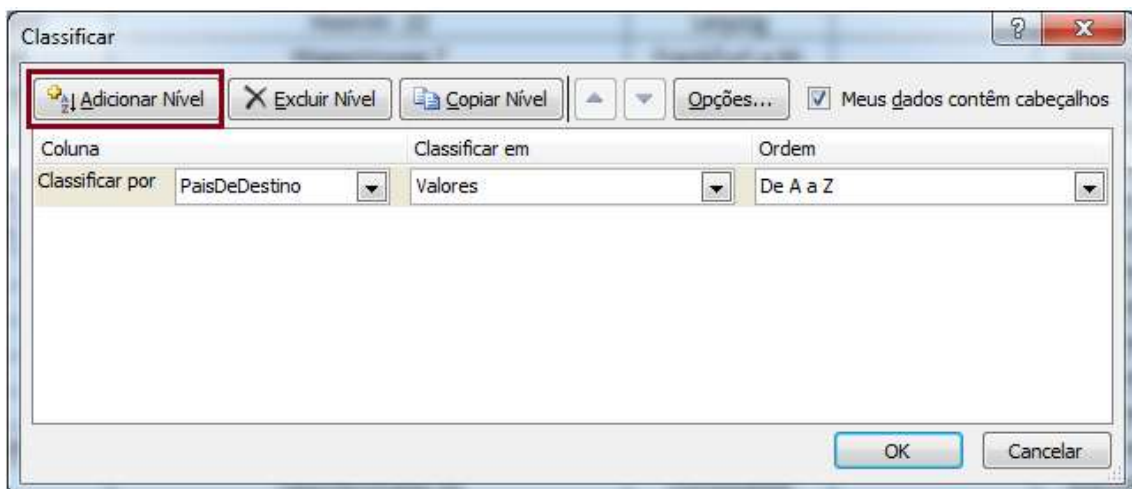 Classificar
Adicionar Nível Excluir Nível Copiar Nível Opções... Meus dados contêm cabeçalhos
Coluna Classificar em Ordem
Classificar por PaisDeDestino Valores De A a Z
OK Cancelar